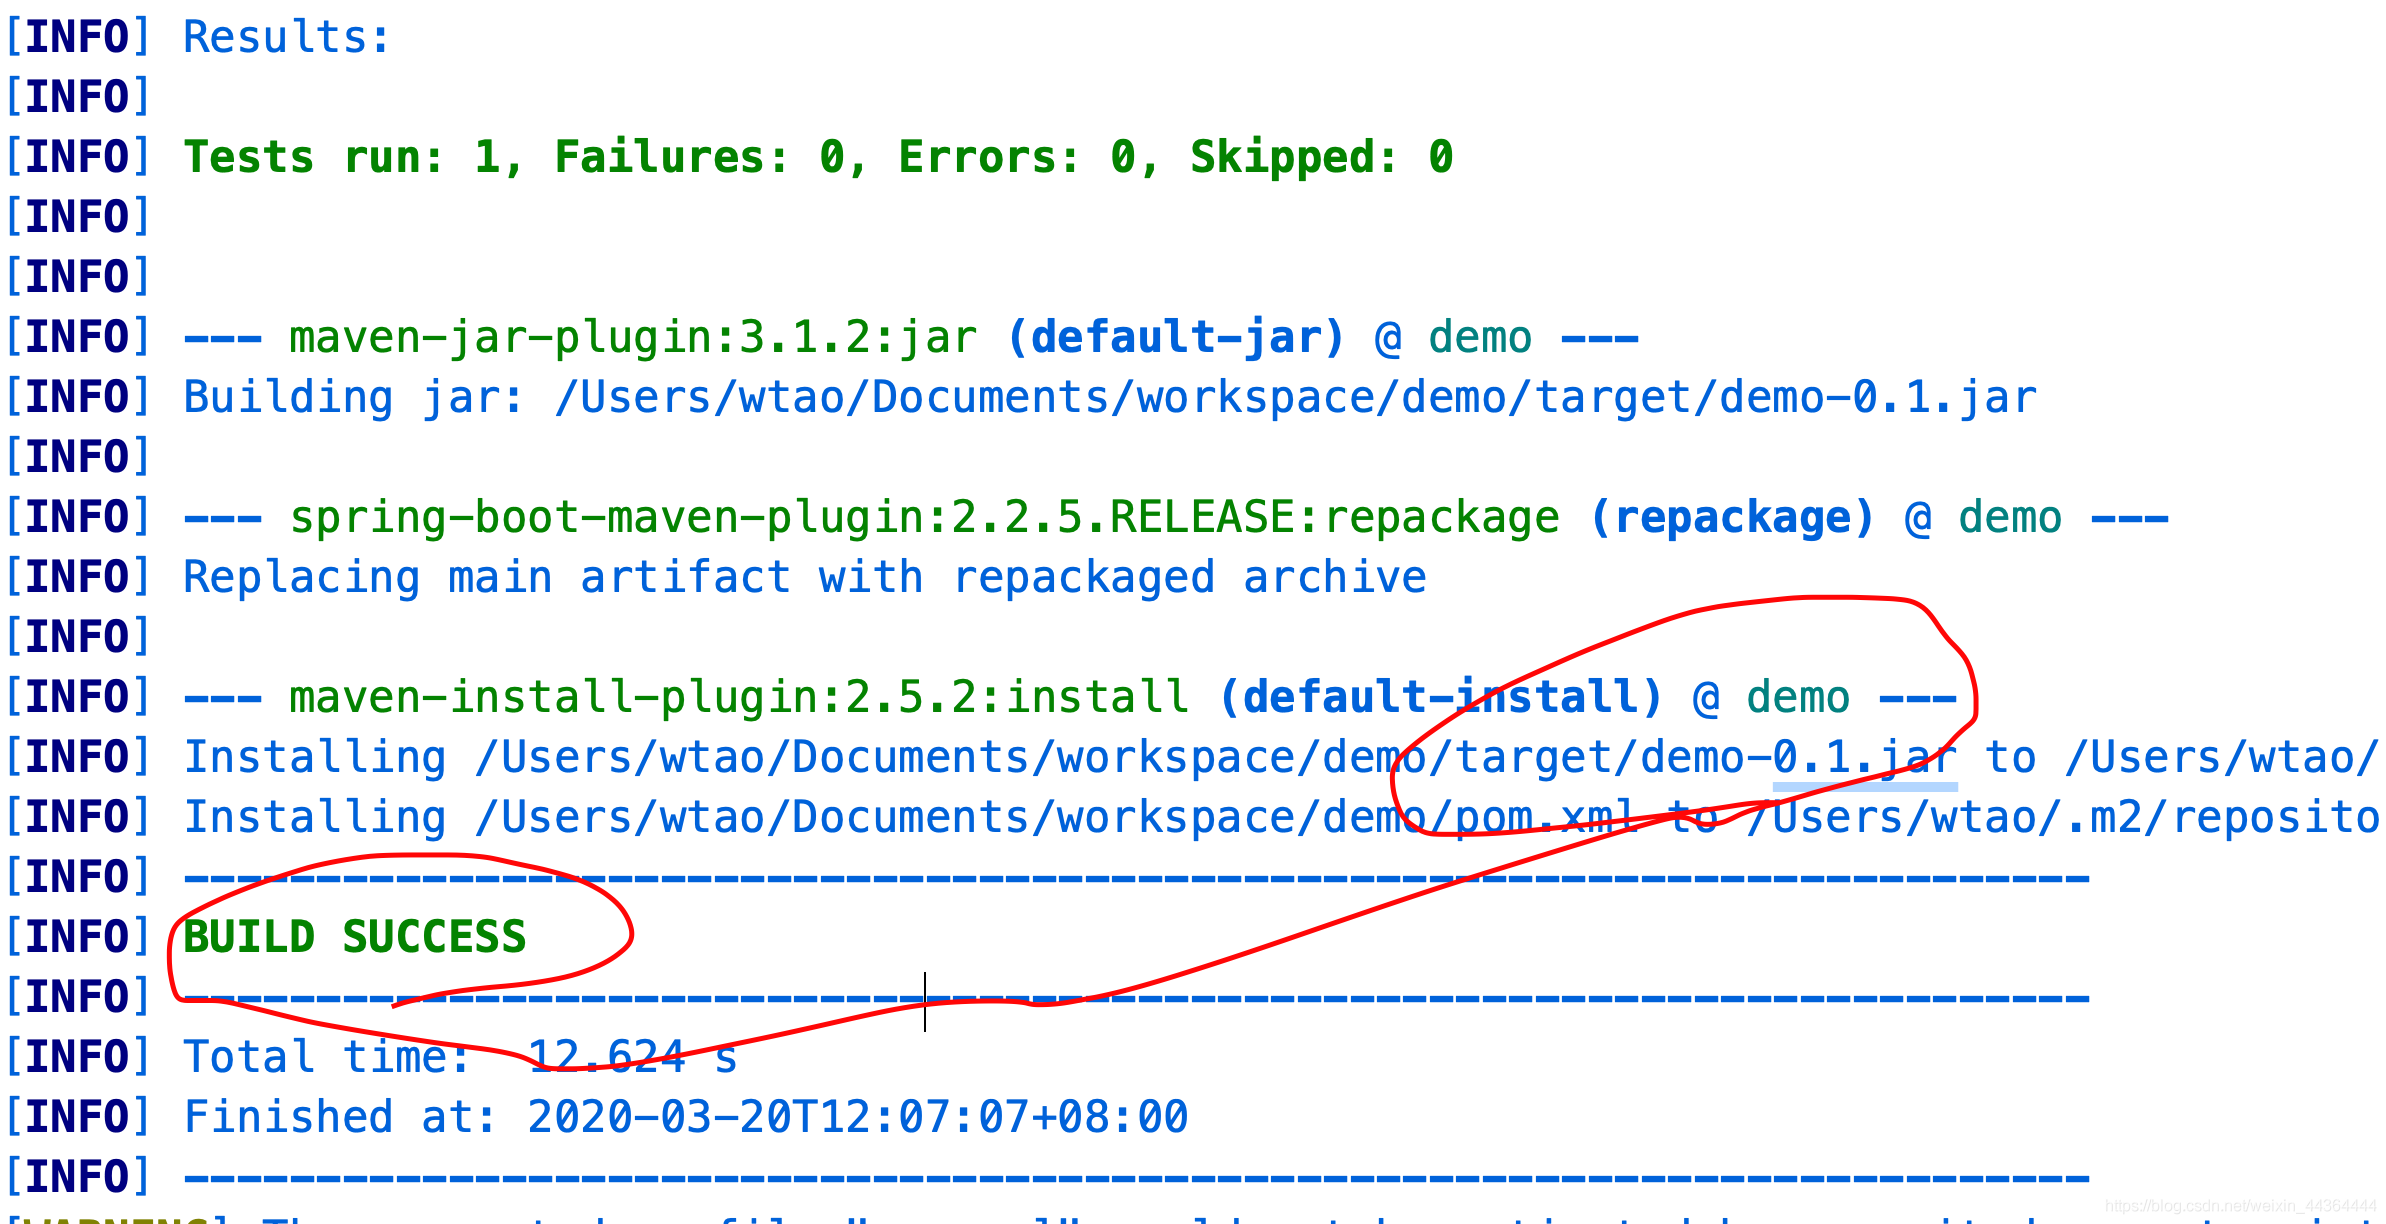 [INFO] Results:
[INFO]
[INFO] Tests run: 1, Failures: 0, Errors: 0, Skipped: 0
[INFO]
[INFO]
[INFO] --- maven-jar-plugin:3.1.2:jar (default-jar) @ demo ---
[INFO] Building jar: /Users/wtao/Documents/workspace/demo/target/demo-0.1.jar
[INFO]
[INFO] --- spring-boot-maven-plugin:2.2.5.RELEASE:repackage (repackage) @ demo ---
[INFO] Replacing main artifact with repackaged archive
[INFO]
[INFO] --- maven-install-plugin:2.5.2:install (default-install) @ demo ---
[INFO] Installing /Users/wtao/Documents/workspace/demo/target/demo-0.1.jar to /Users/wtao/
[INFO] Installing /Users/wtao/Documents/workspace/demo/pom.xml to /Users/wtao/.m2/reposito
[INFO] ------------------------------------------------------------------------
[INFO] BUILD SUCCESS
[INFO] ------------------------------------------------------------------------
[INFO] Total time:  12.624 s
[INFO] Finished at: 2020-03-20T12:07:07+08:00
[INFO] ------------------------------------------------------------------------
https://blog.csdn.net/weixin_44364444